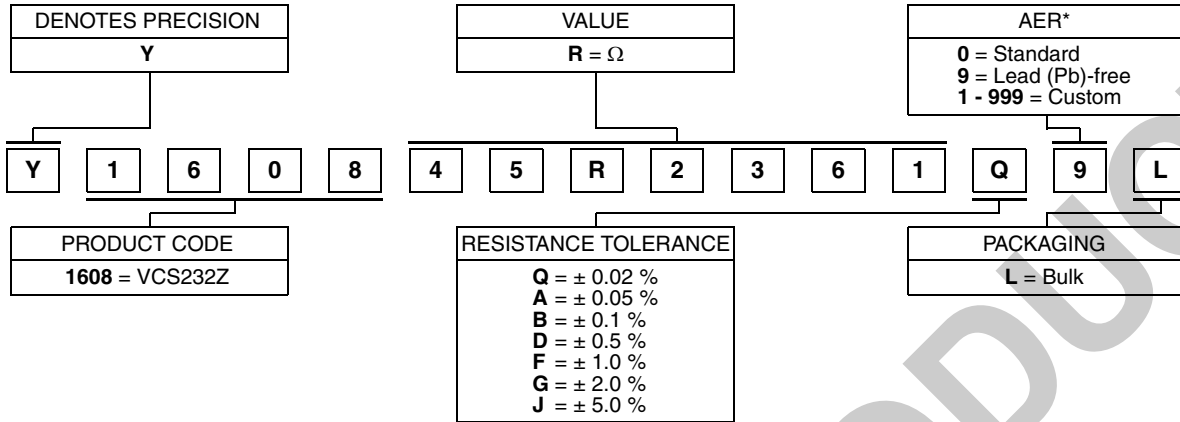 DENOTES PRECISION
Y
VALUE
R = Ω
AER*
0 = Standard
9 = Lead (Pb)-free
1 - 999 = Custom
Y 1 6 0 8 4 5 R 2 3 6 1 Q 9 L
PRODUCT CODE
1608 = VCS232Z
RESISTANCE TOLERANCE
Q = ± 0.02 %
A = ± 0.05 %
B = ± 0.1 %
D = ± 0.5 %
F = ± 1.0 %
G = ± 2.0 %
J = ± 5.0 %
PACKAGING
L = Bulk